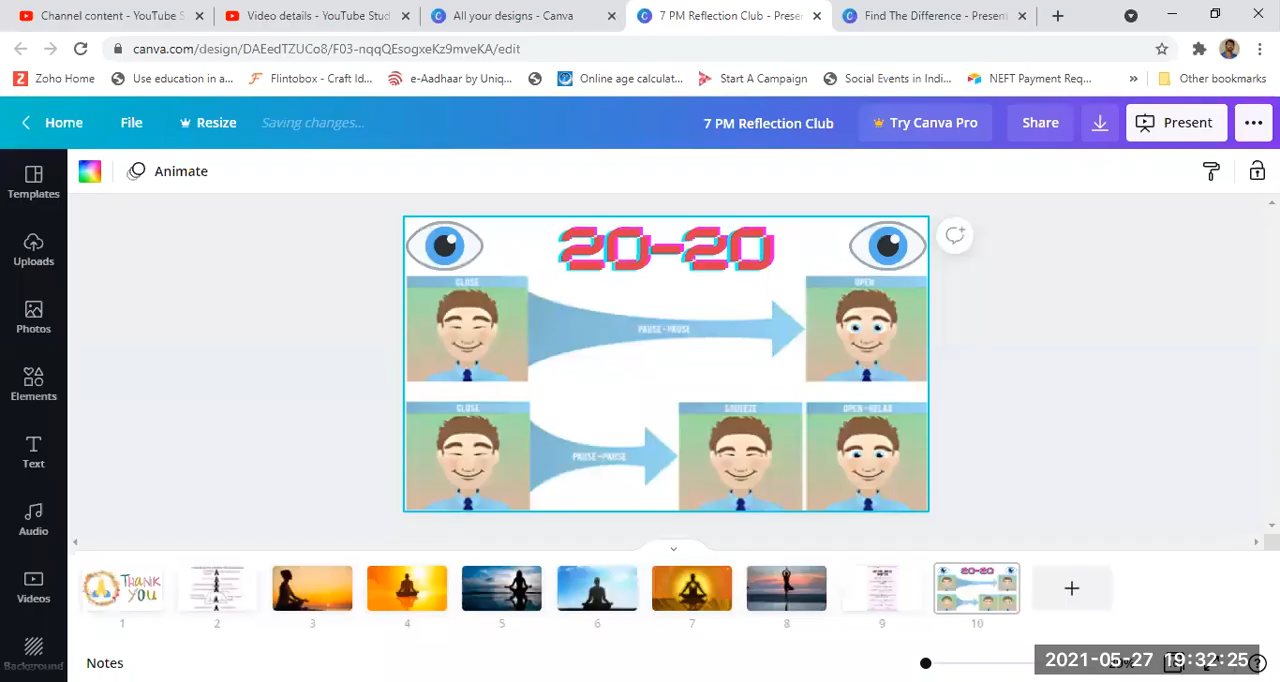 Channel content - YouTube S
Video details - YouTube Stud
All your designs - Canva
7 PM Reflection Club - Prese
Find The Difference - Present
canva.com/design/DAEedTZUCo8/F03-nqqQEsogxeKz9mveKA/edit
Zoho Home
Use education in a...
Flintobox - Craft Id...
e-Aadhaar by Uniq...
Online age calculat...
Start A Campaign
Social Events in Indi...
NEFT Payment Req...
»
Other bookmarks
Home
File
Resize
Saving changes...
7 PM Reflection Club
Try Canva Pro
Share
Present
Animate
Templates
Uploads
Photos
Elements
Text
Audio
Videos
Background
20-20
CLOSE
OPEN
PAUSE-PAUSE
CLOSE
SQUEEZE
OPEN-RELAX
PAUSE-PAUSE
THANK
YOU
20-20
1 2 3 4 5 6 7 8 9 10
Notes
2021-05-27 19:32:25